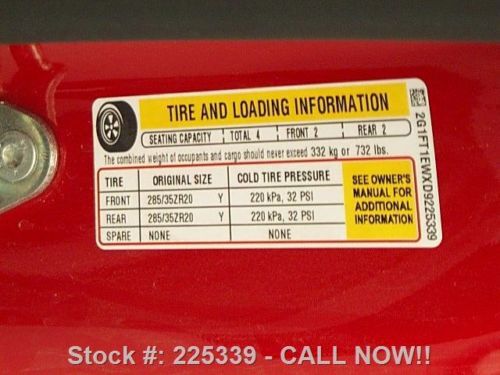 TIRE AND LOADING INFORMATION
SEATING CAPACITY TOTAL 4 FRONT 2 REAR 2
The combined weight of occupants and cargo should never exceed 332 kg or 732 lbs.
TIRE ORIGINAL SIZE COLD TIRE PRESSURE
FRONT 285/35ZR20 Y 220 kPa, 32 PSI
REAR 285/35ZR20 Y 220 kPa, 32 PSI
SPARE NONE NONE
SEE OWNER'S
MANUAL FOR
ADDITIONAL
INFORMATION
2G1FT1EWXD9225339
Stock #: 225339 - CALL NOW!!